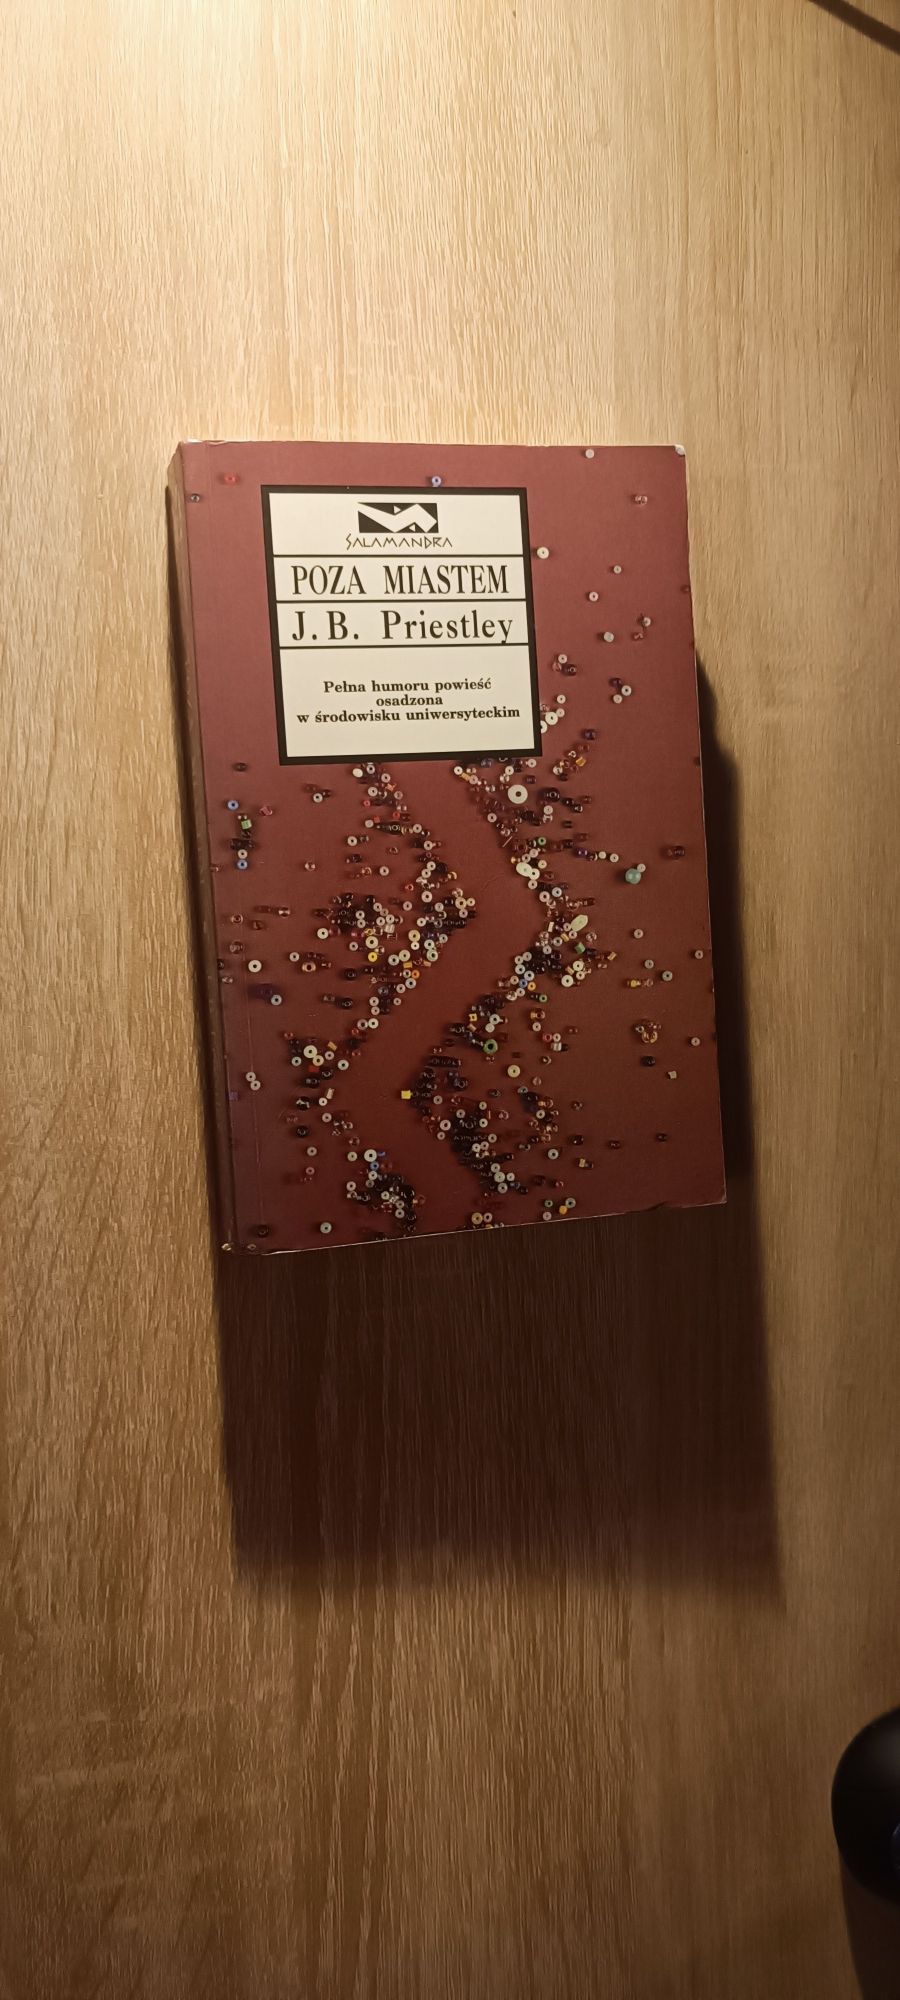 SALAMANDRA
POZA MIASTEM
J. B. Priestley
Pełna humoru powieść
osadzona
w środowisku uniwersyteckim